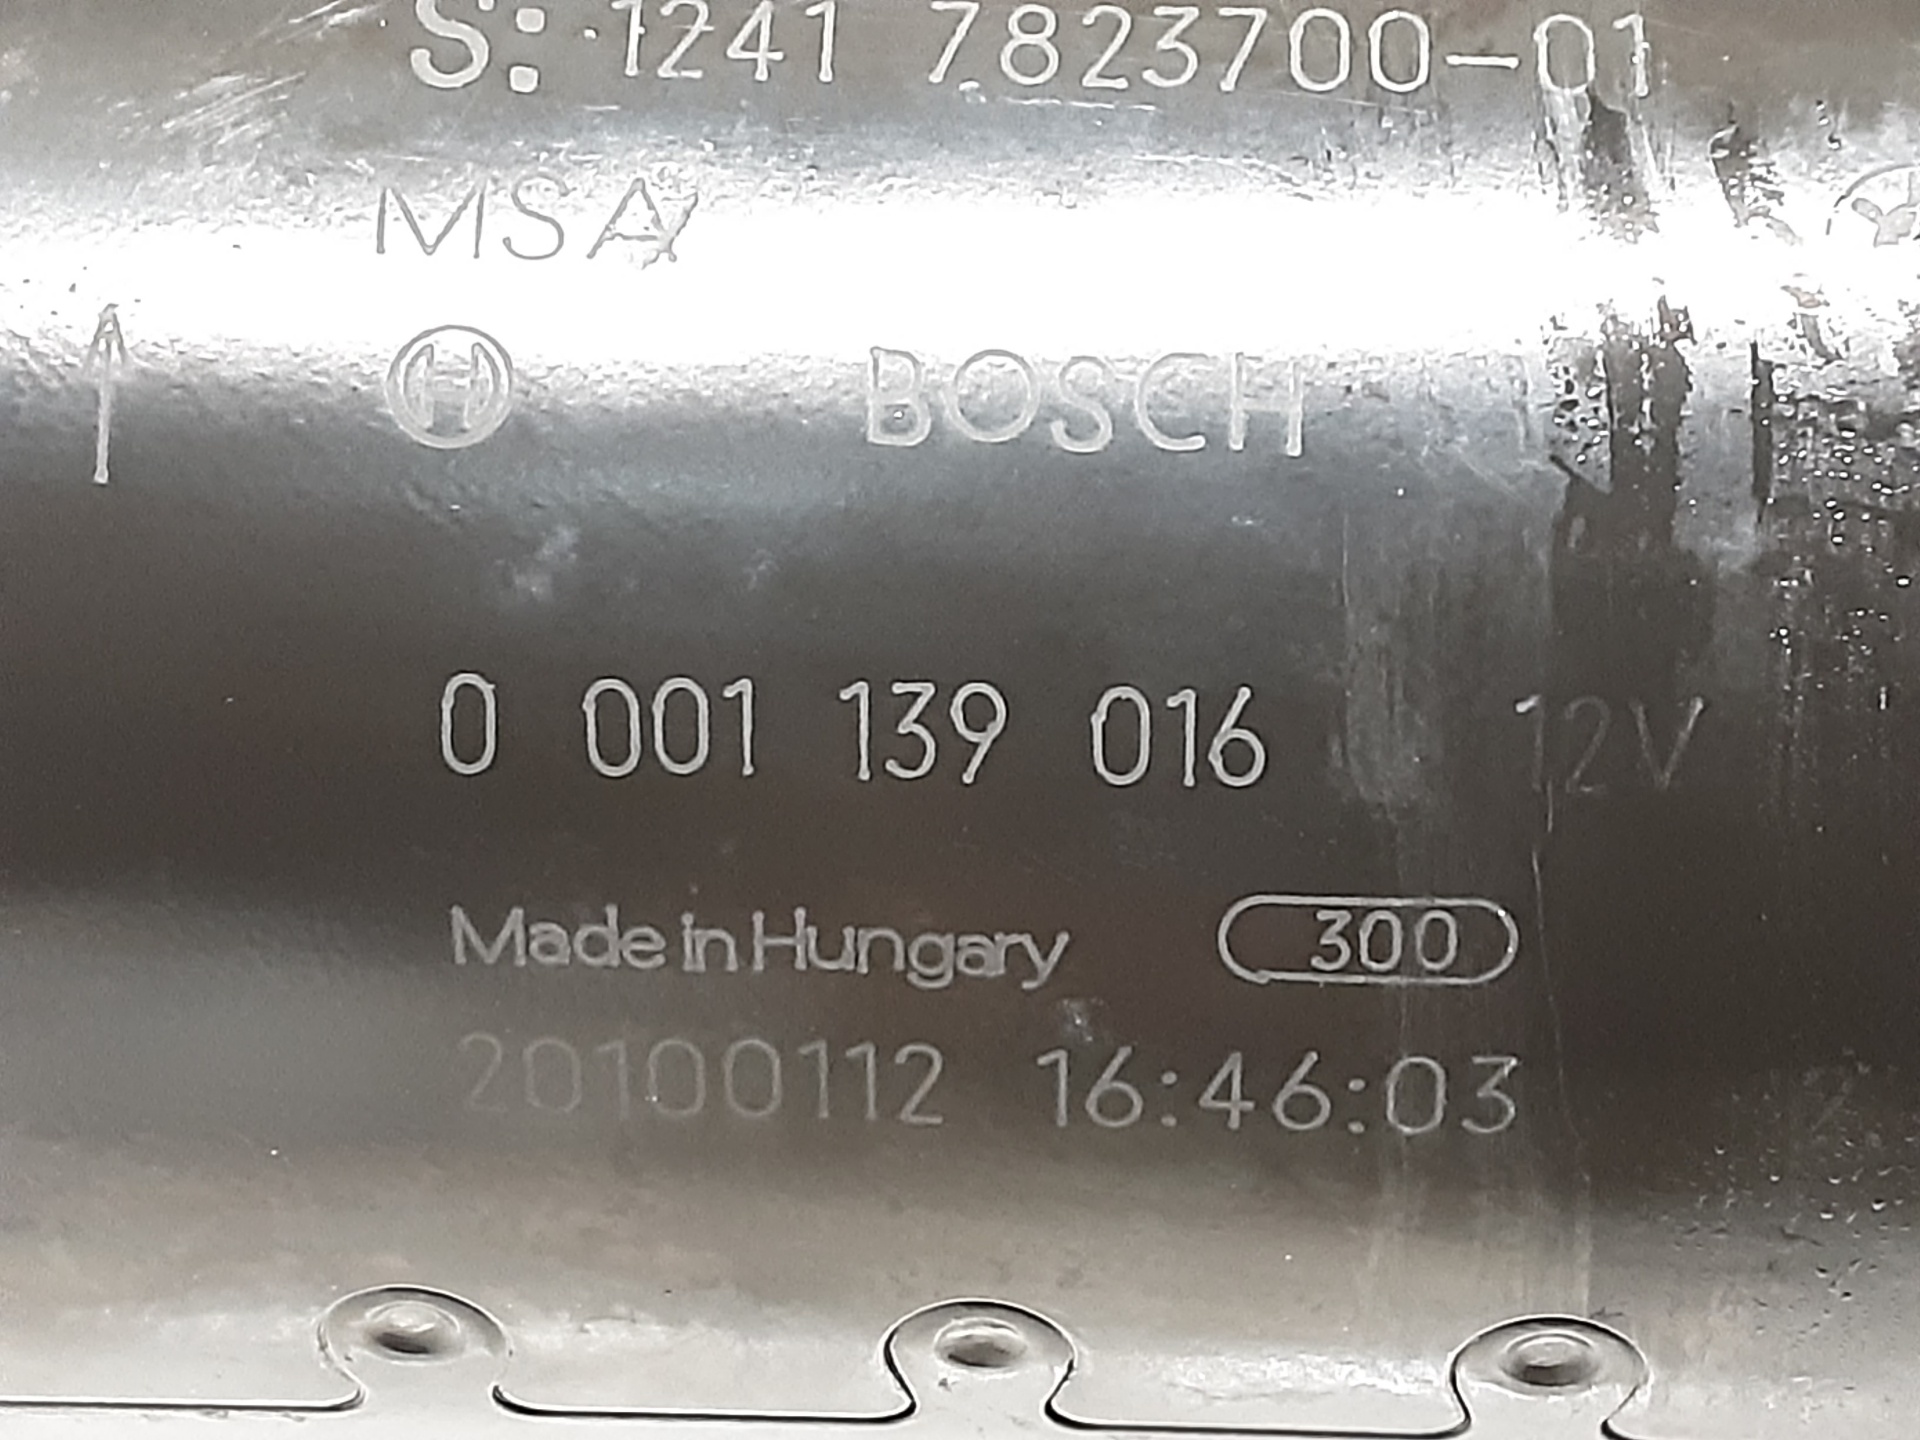 S: 1241 7823700-01
MSA
BOSCH
0 001 139 016 12V
Made in Hungary 300
20100112 16:46:03